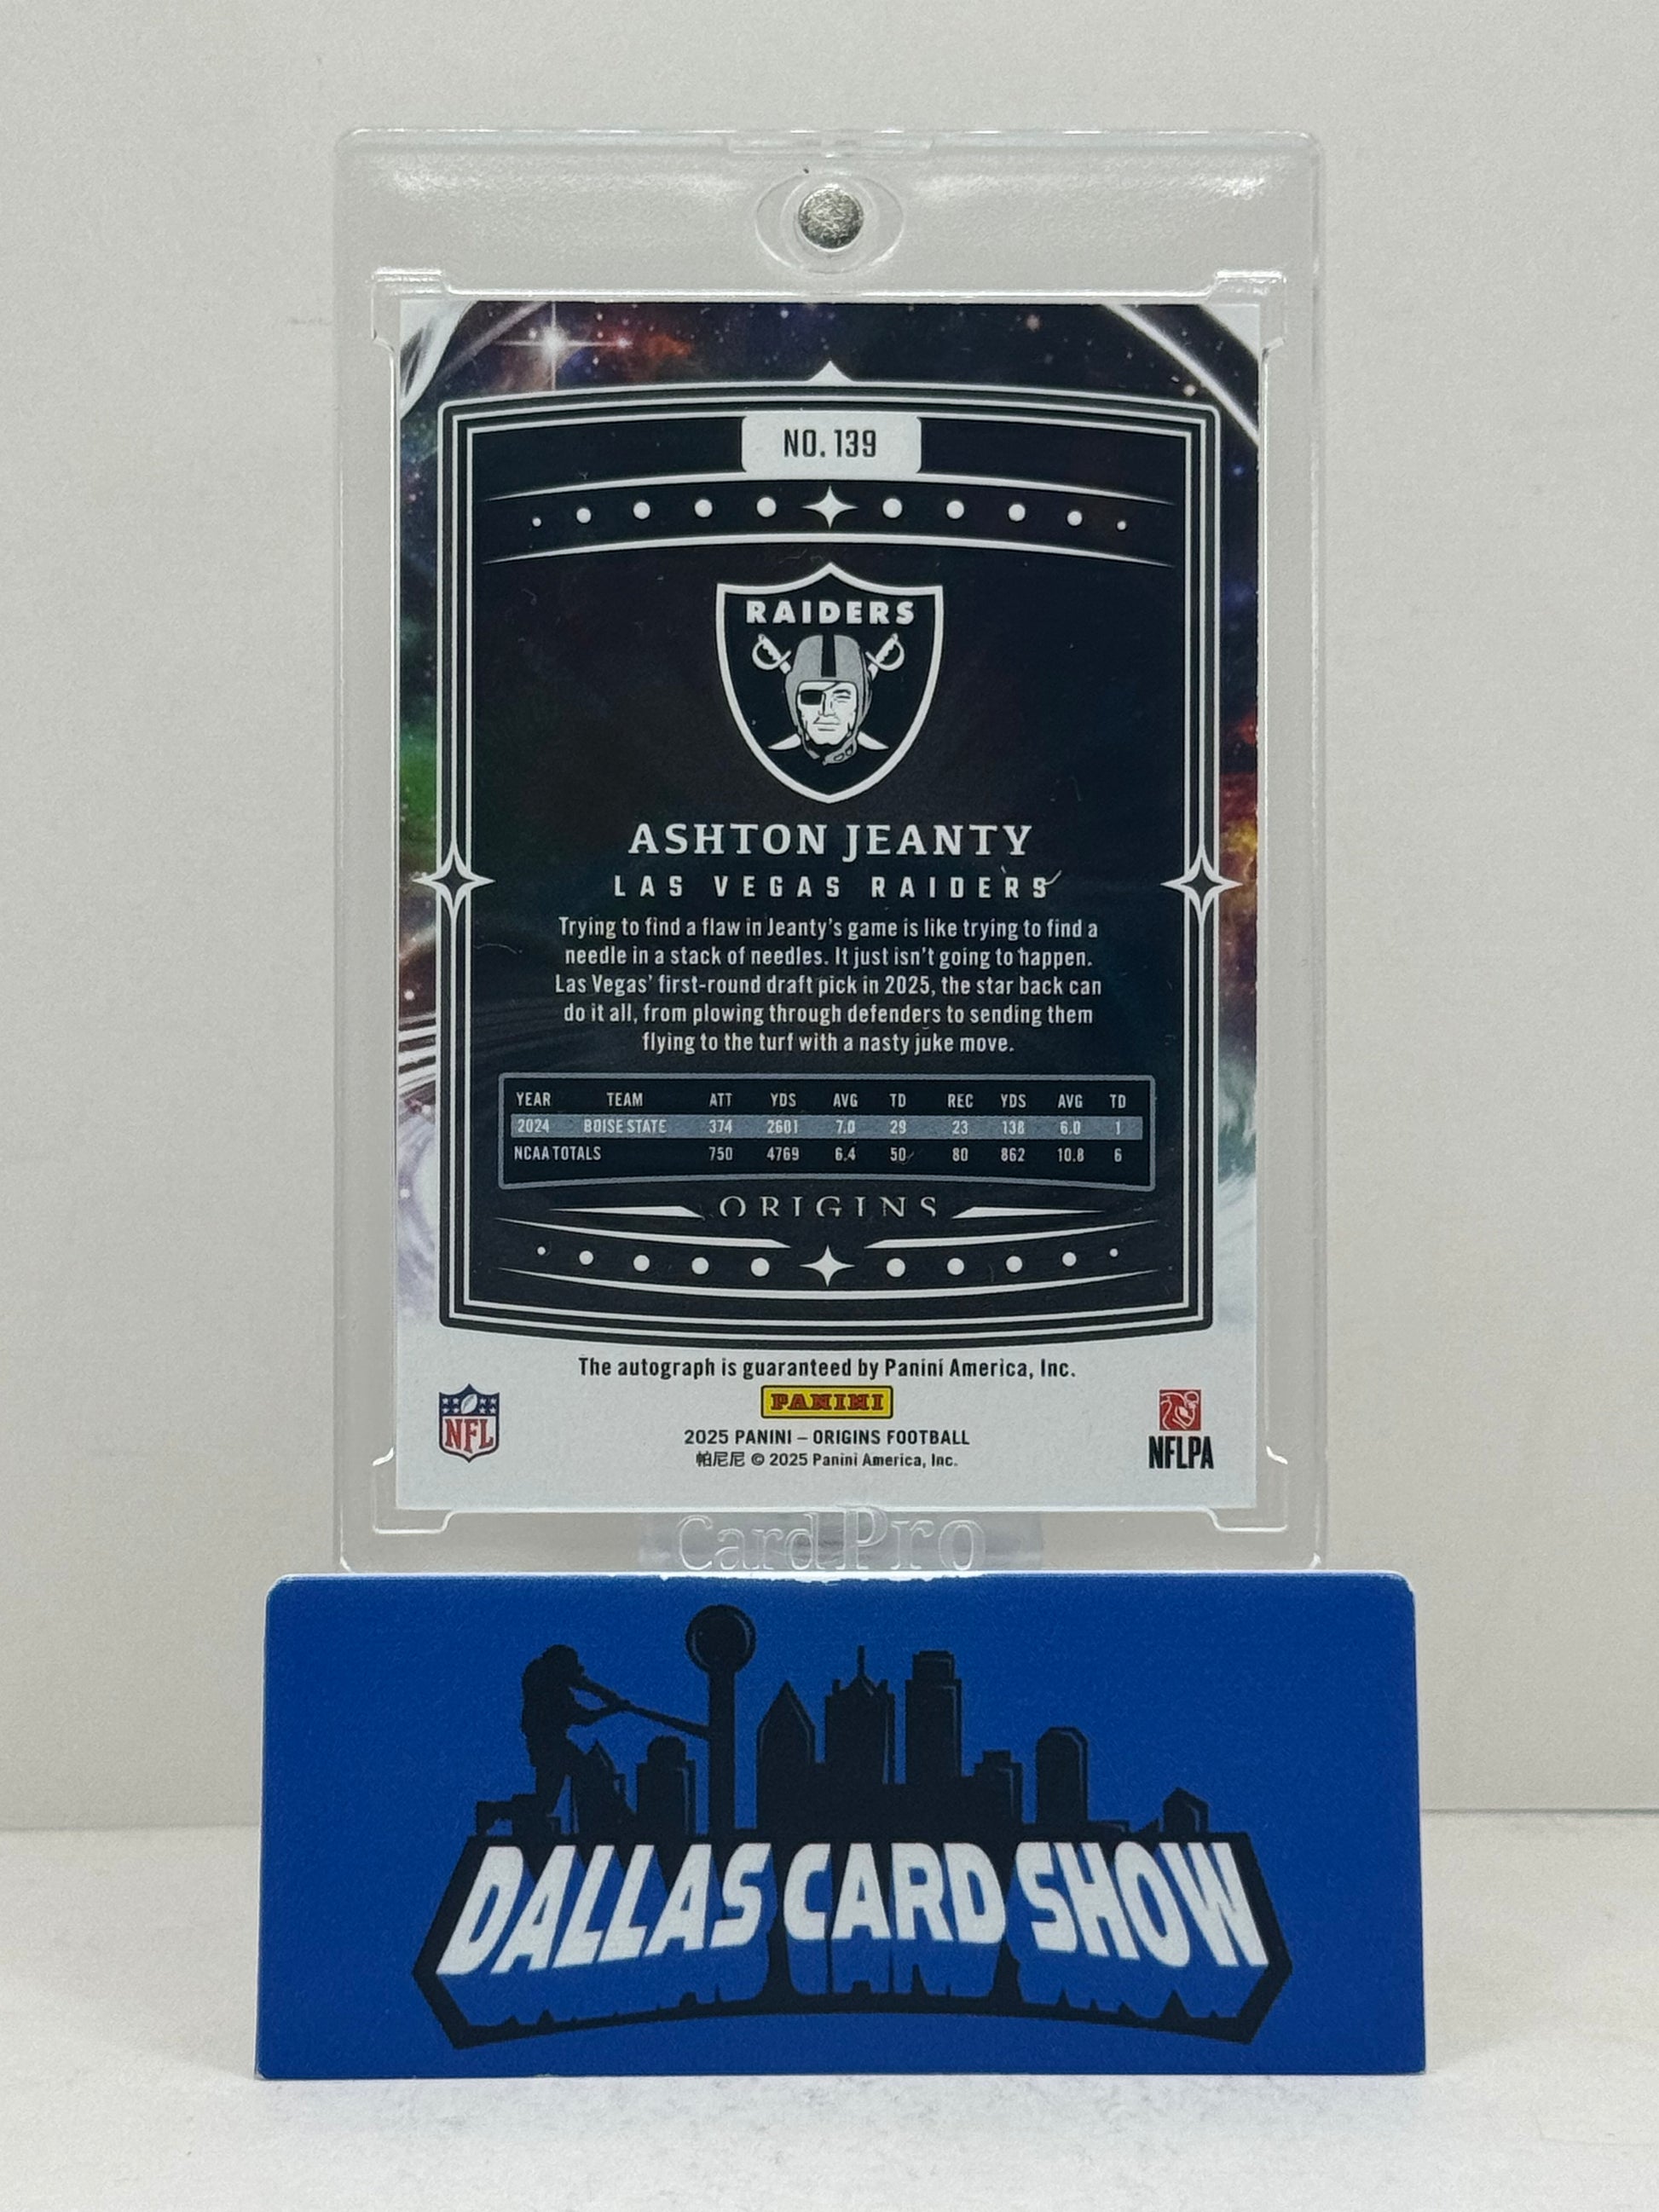 NO. 139
RAIDERS
ASHTON JEANTY
LAS VEGAS RAIDERS
Trying to find a flaw in Jeanty's game is like trying to find a
needle in a stack of needles. It just isn't going to happen.
Las Vegas' first-round draft pick in 2025, the star back can
do it all, from plowing through defenders to sending them
flying to the turf with a nasty juke move.
YEAR TEAM ATT YDS AVG TD REC YDS AVG TD
2024 BOISE STATE 374 2601 7.0 29 23 138 6.0 1
NCAA TOTALS 750 4769 6.4 50 80 862 10.8 6
ORIGINS
The autograph is guaranteed by Panini America, Inc.
PANINI
NFL
2025 PANINI – ORIGINS FOOTBALL
帕尼尼 © 2025 Panini America, Inc.
NFLPA
Card Pro
DALLAS CARD SHOW